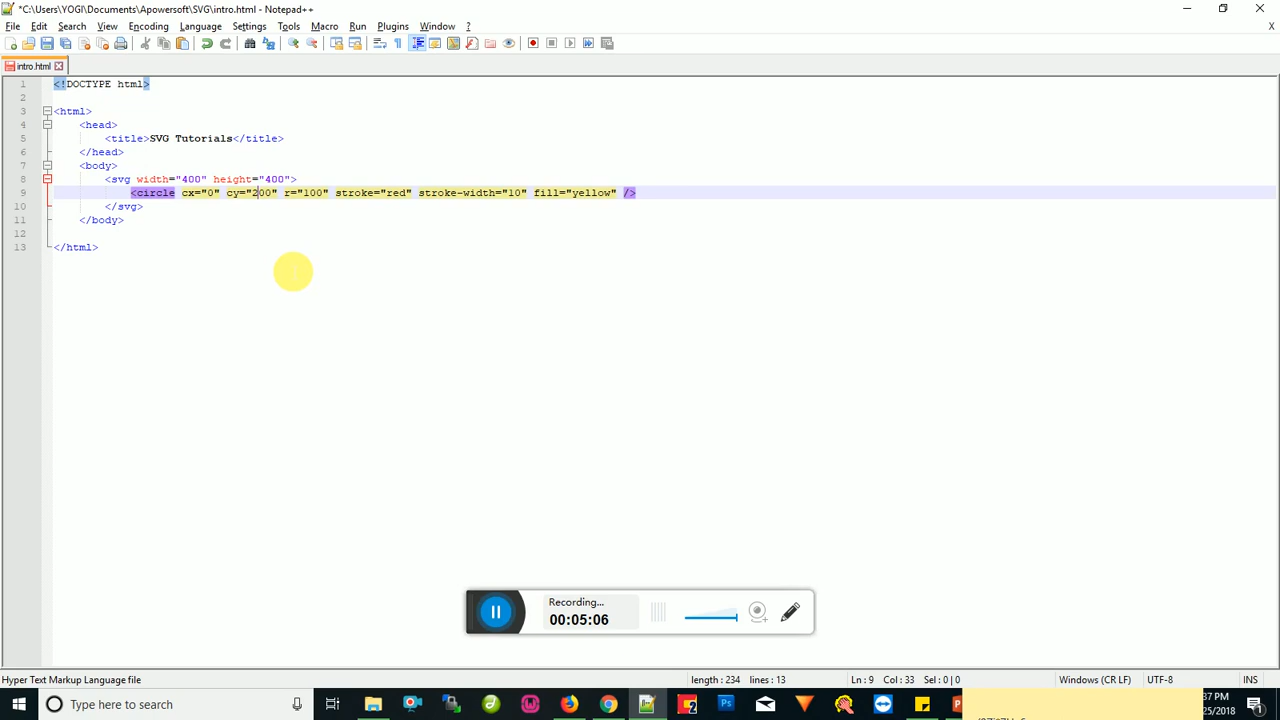 *C:\Users\YOGI\Documents\Apowersoft\SVG\intro.html - Notepad++
File Edit Search View Encoding Language Settings Tools Macro Run Plugins Window ?
X
intro.html
1 <!DOCTYPE html>
2
3 <html>
4 <head>
5 <title>SVG Tutorials</title>
6 </head>
7 <body>
8 <svg width="400" height="400">
9 <circle cx="0" cy="200" r="100" stroke="red" stroke-width="10" fill="yellow" />
10 </svg>
11 </body>
12
13 </html>
Recording...
00:05:06
Hyper Text Markup Language file length : 234 lines : 13 Ln : 9 Col : 33 Sel : 0 | 0 Windows (CR LF) UTF-8 INS
Type here to search
:37 PM
/25/2018